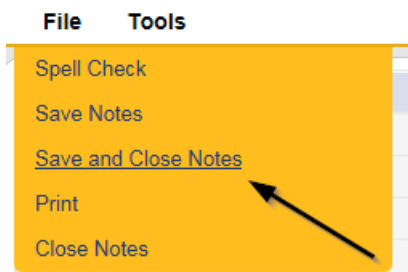 File Tools
Spell Check
Save Notes
Save and Close Notes
Print
Close Notes